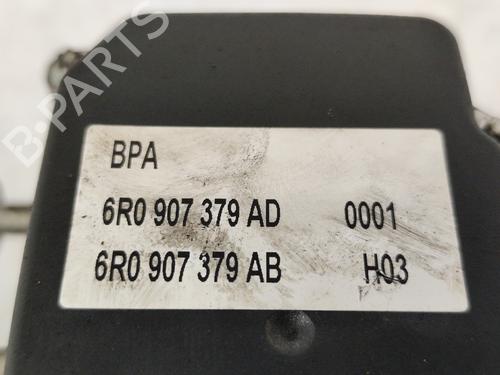 B-PARTS
BPA
6R0 907 379 AD 0001
6R0 907 379 AB H03